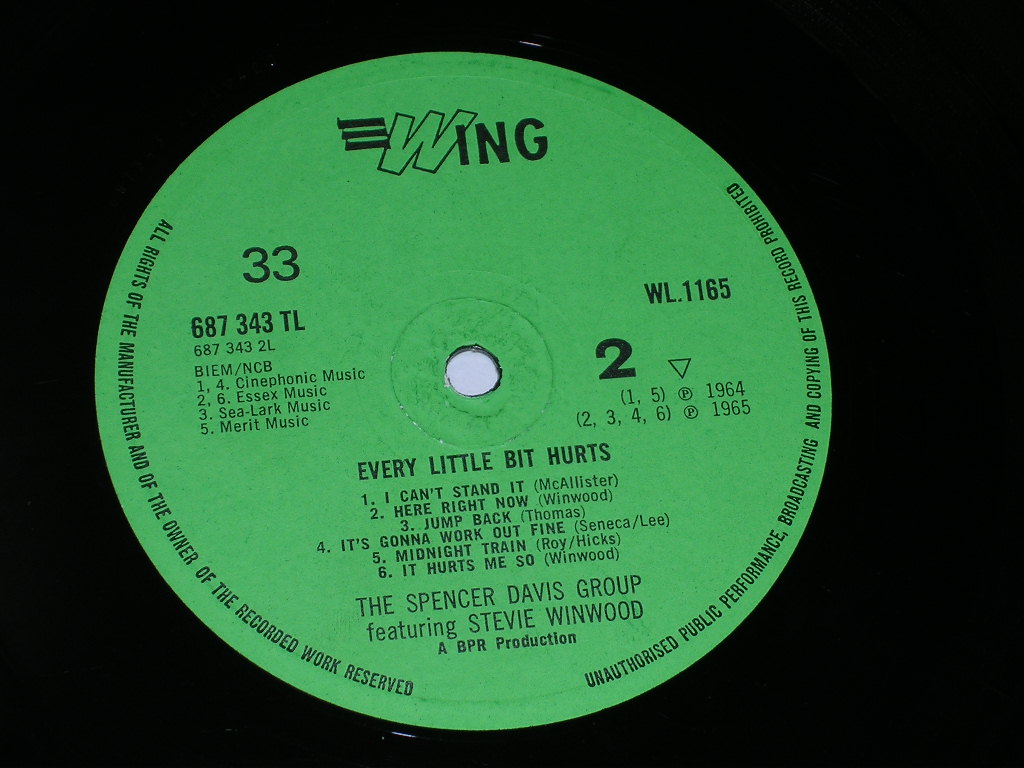 WING
33
WL.1165
687 343 TL
687 343 2L
BIEM/NCB
1, 4. Cinephonic Music
2, 6. Essex Music
3. Sea-Lark Music
5. Merit Music
2
(1, 5) ℗ 1964
(2, 3, 4, 6) ℗ 1965
EVERY LITTLE BIT HURTS
1. I CAN'T STAND IT (McAllister)
2. HERE RIGHT NOW (Winwood)
3. JUMP BACK (Thomas)
4. IT'S GONNA WORK OUT FINE (Seneca/Lee)
5. MIDNIGHT TRAIN (Roy/Hicks)
6. IT HURTS ME SO (Winwood)
THE SPENCER DAVIS GROUP
featuring STEVIE WINWOOD
A BPR Production
ALL RIGHTS OF THE MANUFACTURER AND OF THE OWNER OF THE RECORDED WORK RESERVED
UNAUTHORISED PUBLIC PERFORMANCE, BROADCASTING AND COPYING OF THIS RECORD PROHIBITED